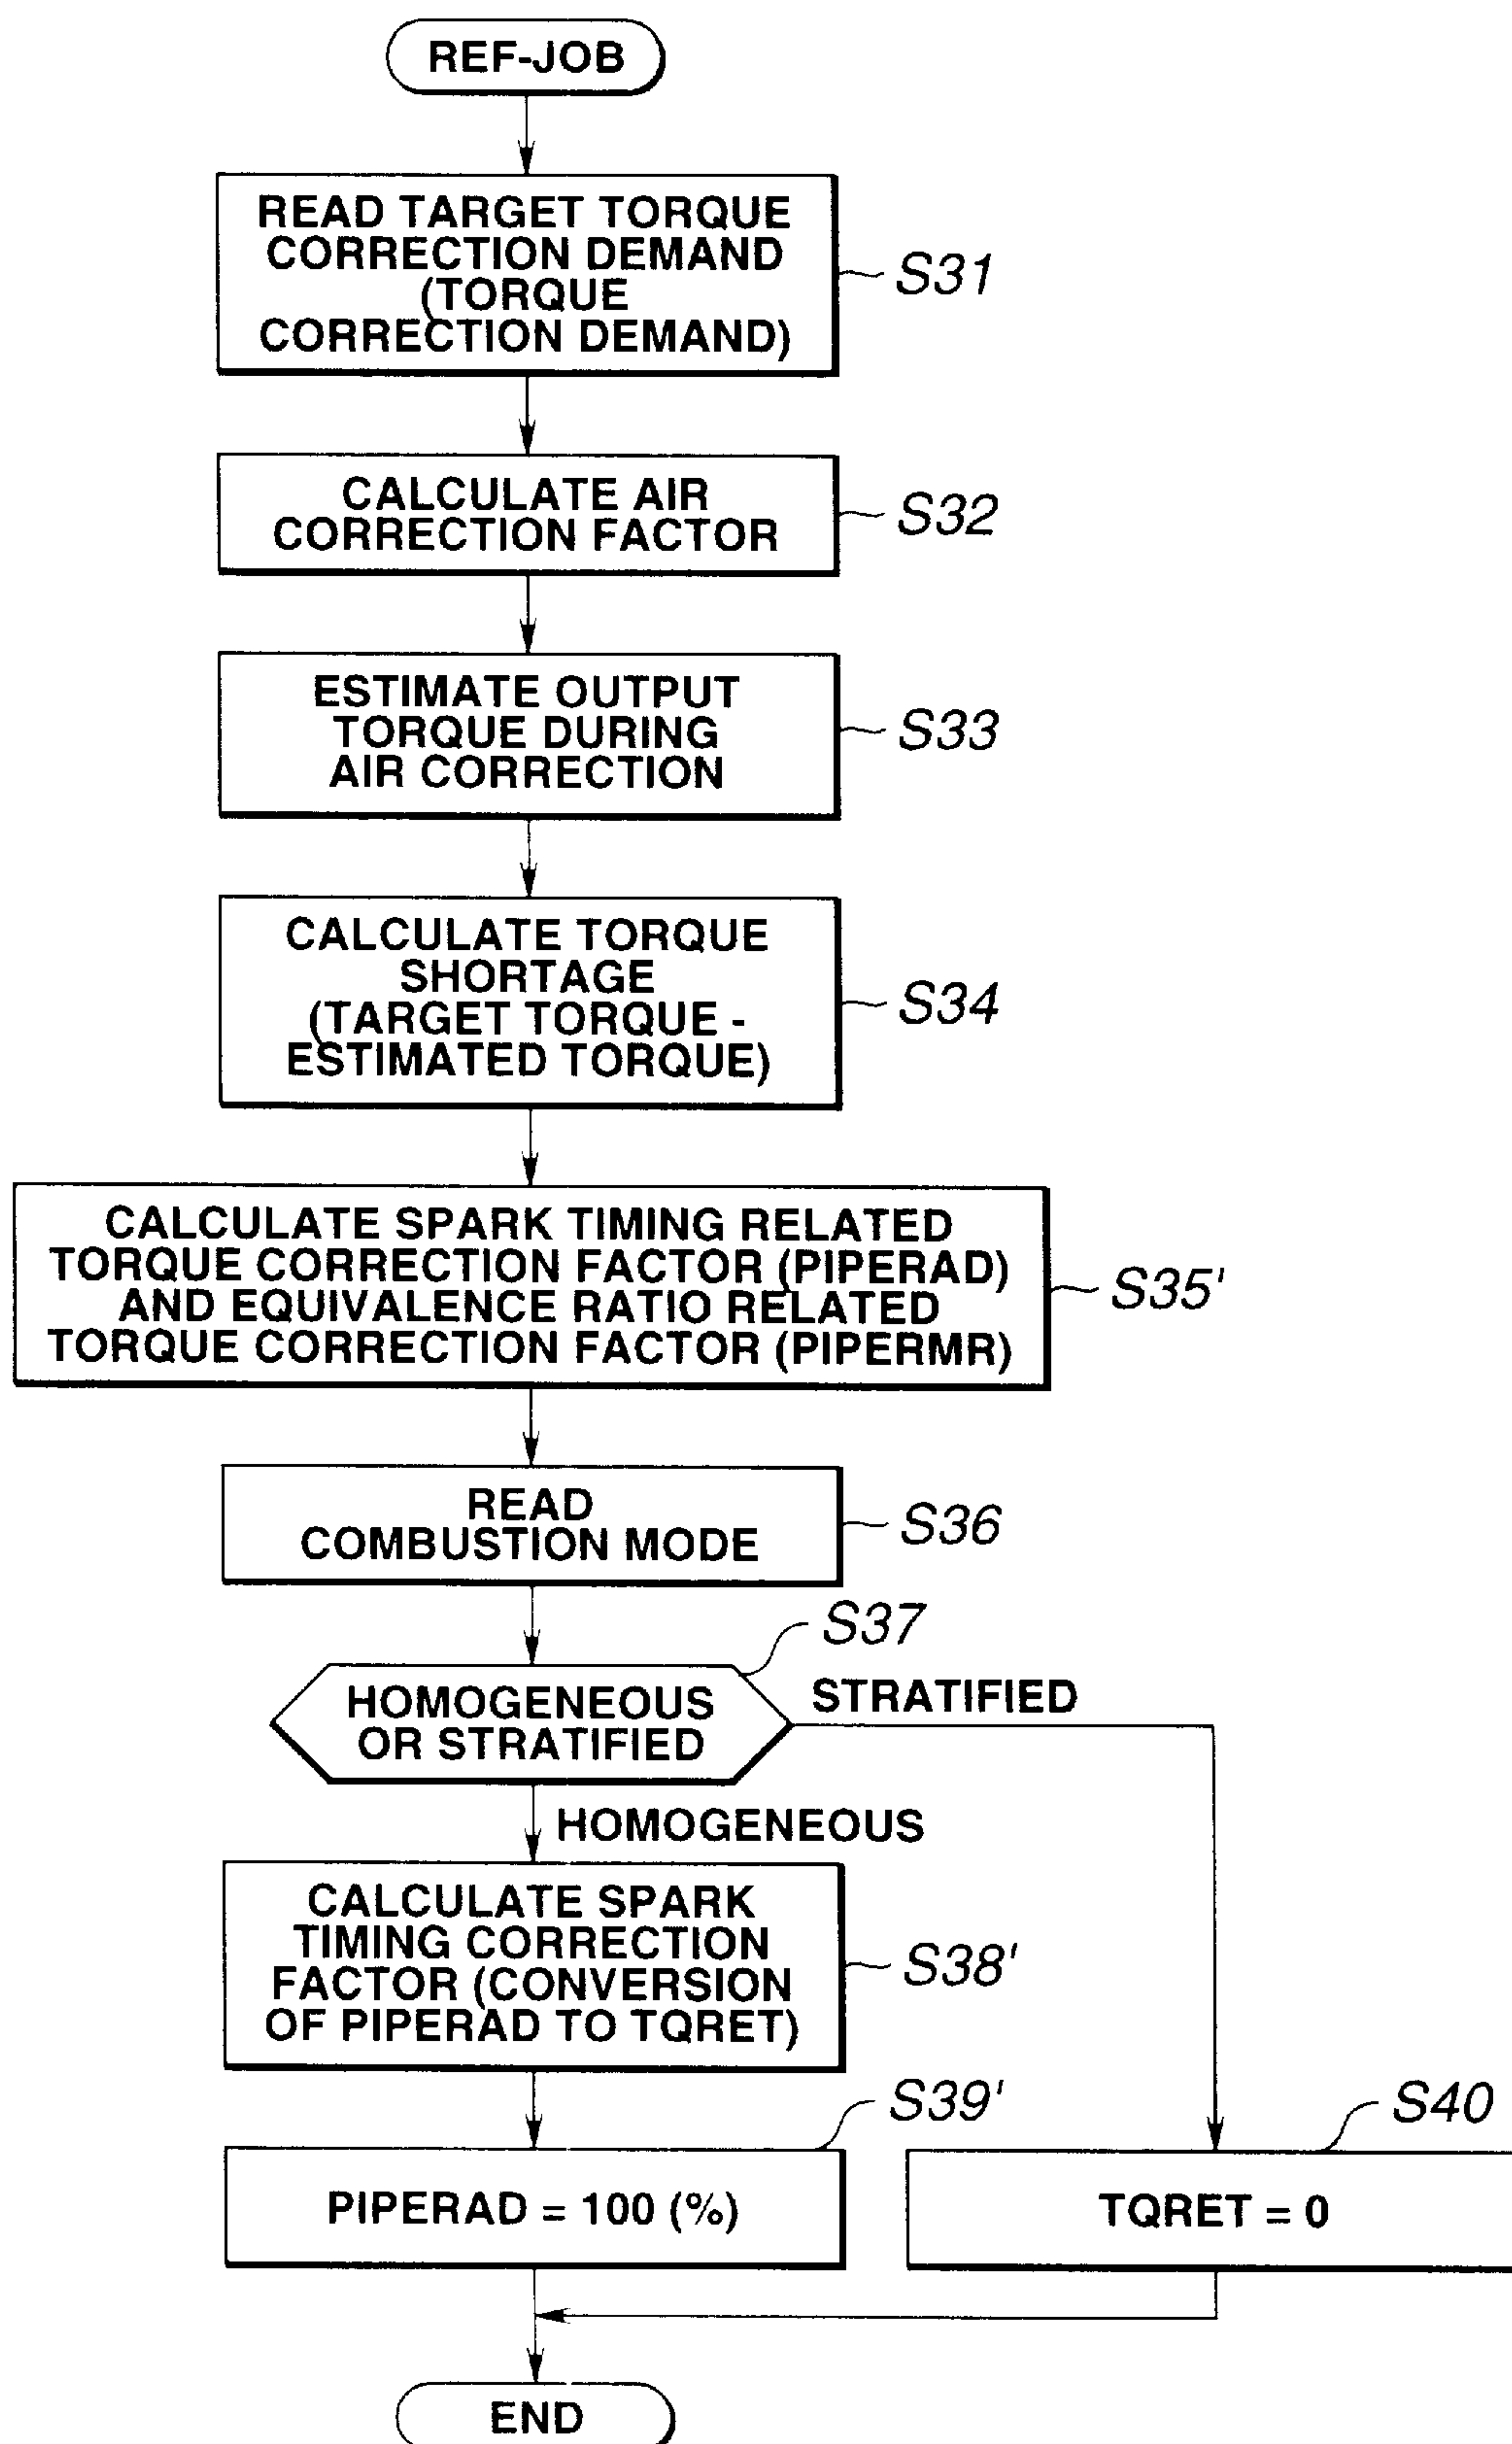 REF-JOB
READ TARGET TORQUE
CORRECTION DEMAND
(TORQUE
CORRECTION DEMAND)
S31
CALCULATE AIR
CORRECTION FACTOR
S32
ESTIMATE OUTPUT
TORQUE DURING
AIR CORRECTION
S33
CALCULATE TORQUE
SHORTAGE
(TARGET TORQUE -
ESTIMATED TORQUE)
S34
CALCULATE SPARK TIMING RELATED
TORQUE CORRECTION FACTOR (PIPERAD)
AND EQUIVALENCE RATIO RELATED
TORQUE CORRECTION FACTOR (PIPERMR)
S35'
READ
COMBUSTION MODE
S36
S37
HOMOGENEOUS
OR STRATIFIED
STRATIFIED
HOMOGENEOUS
CALCULATE SPARK
TIMING CORRECTION
FACTOR (CONVERSION
OF PIPERAD TO TQRET)
S38'
S39'
PIPERAD = 100 (%)
S40
TQRET = 0
END